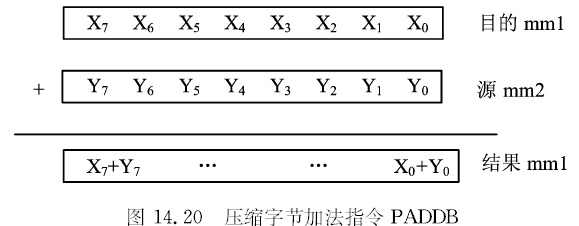 X₇ X₆ X₅ X₄ X₃ X₂ X₁ X₀ 目的 mm1
+ Y₇ Y₆ Y₅ Y₄ Y₃ Y₂ Y₁ Y₀ 源 mm2
X₇+Y₇ ··· ··· X₀+Y₀ 结果 mm1
图 14.20 压缩字节加法指令 PADDB